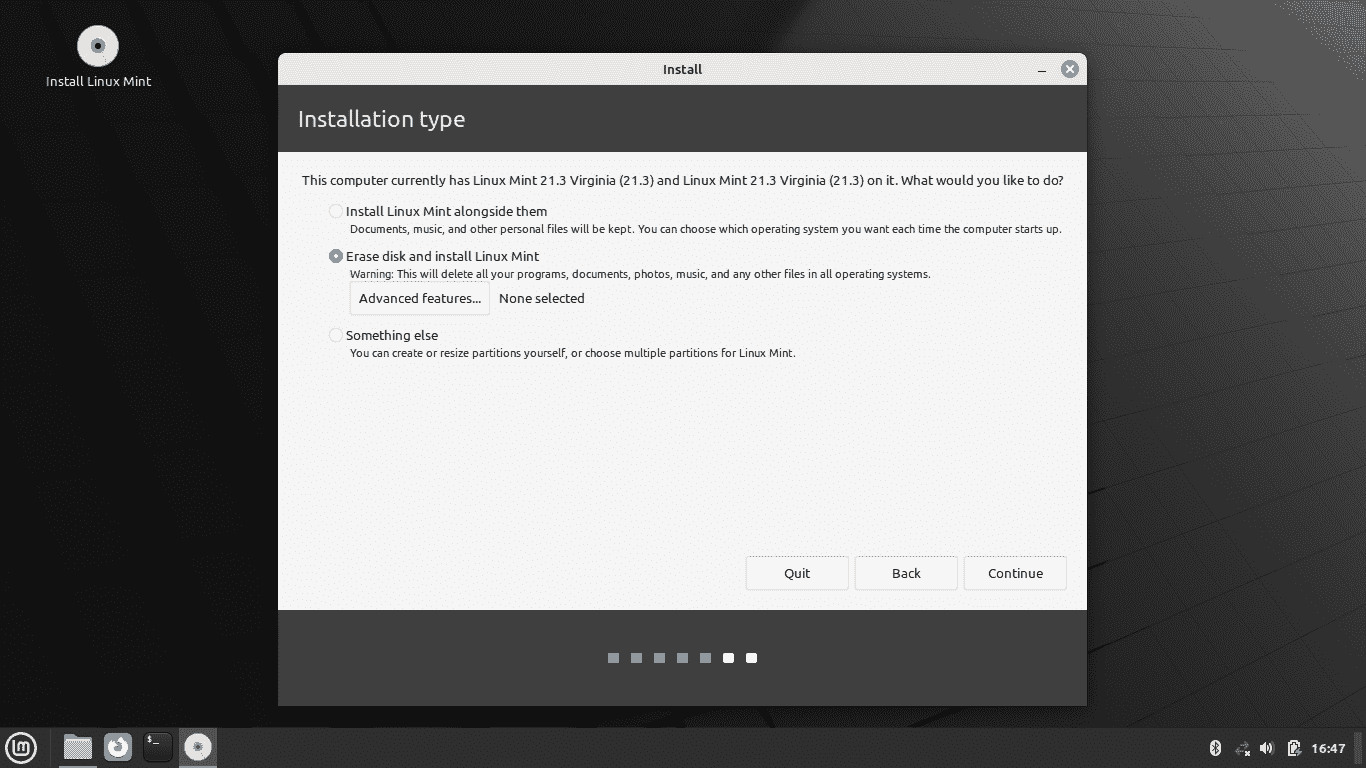 Install Linux Mint
Install
Installation type
This computer currently has Linux Mint 21.3 Virginia (21.3) and Linux Mint 21.3 Virginia (21.3) on it. What would you like to do?
Install Linux Mint alongside them
Documents, music, and other personal files will be kept. You can choose which operating system you want each time the computer starts up.
Erase disk and install Linux Mint
Warning: This will delete all your programs, documents, photos, music, and any other files in all operating systems.
Advanced features... None selected
Something else
You can create or resize partitions yourself, or choose multiple partitions for Linux Mint.
Quit Back Continue
$_ 16:47